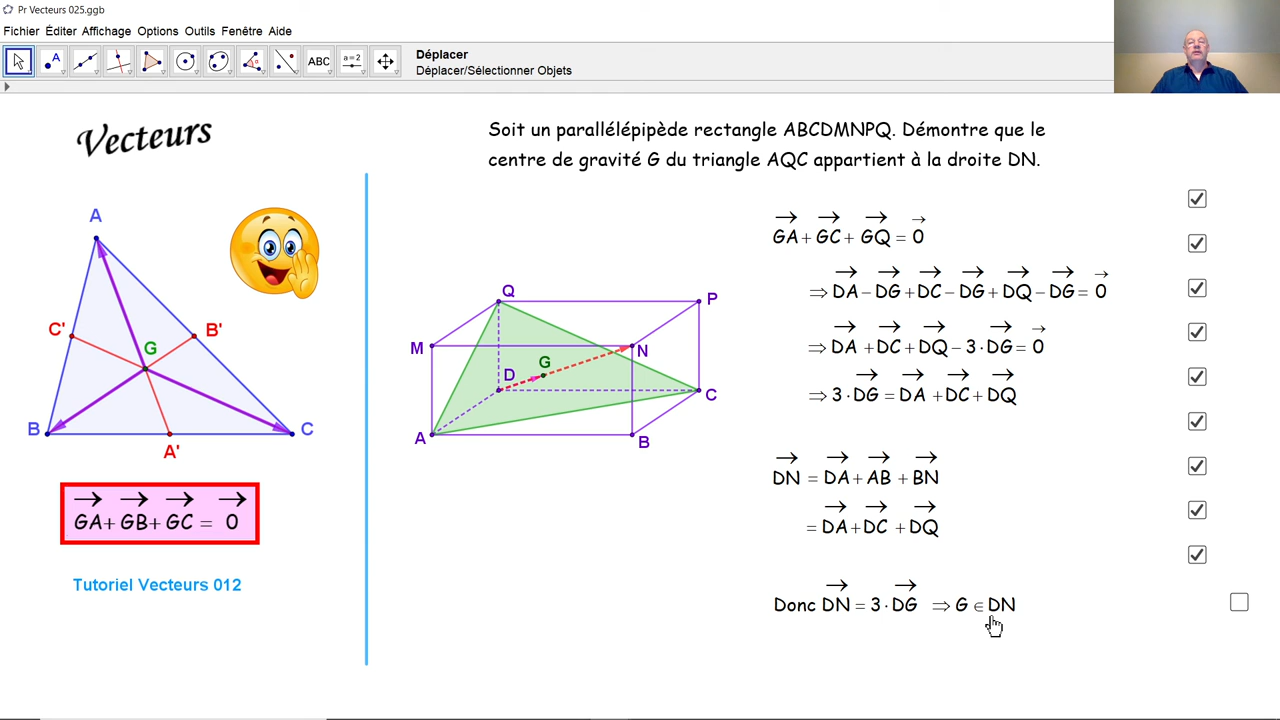 Pr Vecteurs 025.ggb
Fichier Éditer Affichage Options Outils Fenêtre Aide
A
ABC
a=2
Déplacer
Déplacer/Sélectionner Objets
Vecteurs
Soit un parallélépipède rectangle ABCDMNPQ. Démontre que le
centre de gravité G du triangle AQC appartient à la droite DN.
A
C'
B'
G
B
C
A'
GA+ GB+ GC = 0
Tutoriel Vecteurs 012
Q
P
M
N
G
D
C
A
B
GA + GC + GQ = 0
⇒ DA − DG + DC − DG + DQ − DG = 0
⇒ DA + DC + DQ − 3·DG = 0
⇒ 3·DG = DA + DC + DQ
DN = DA + AB + BN
= DA + DC + DQ
Donc DN = 3·DG ⇒ G ∈ DN